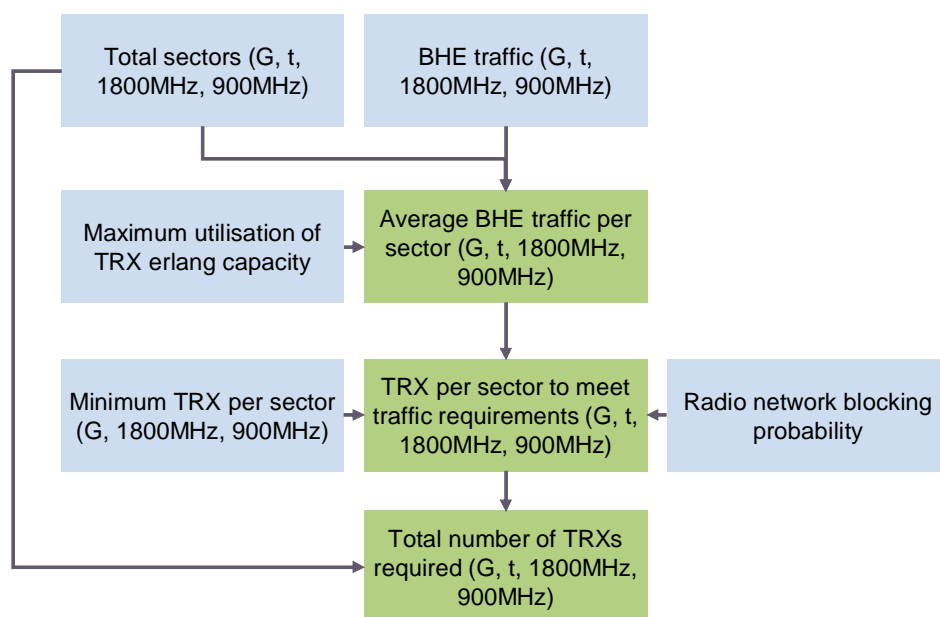 Total sectors (G, t,
1800MHz, 900MHz)
BHE traffic (G, t,
1800MHz, 900MHz)
Maximum utilisation of
TRX erlang capacity
Average BHE traffic per
sector (G, t, 1800MHz,
900MHz)
Minimum TRX per sector
(G, 1800MHz, 900MHz)
TRX per sector to meet
traffic requirements (G, t,
1800MHz, 900MHz)
Radio network blocking
probability
Total number of TRXs
required (G, t, 1800MHz,
900MHz)